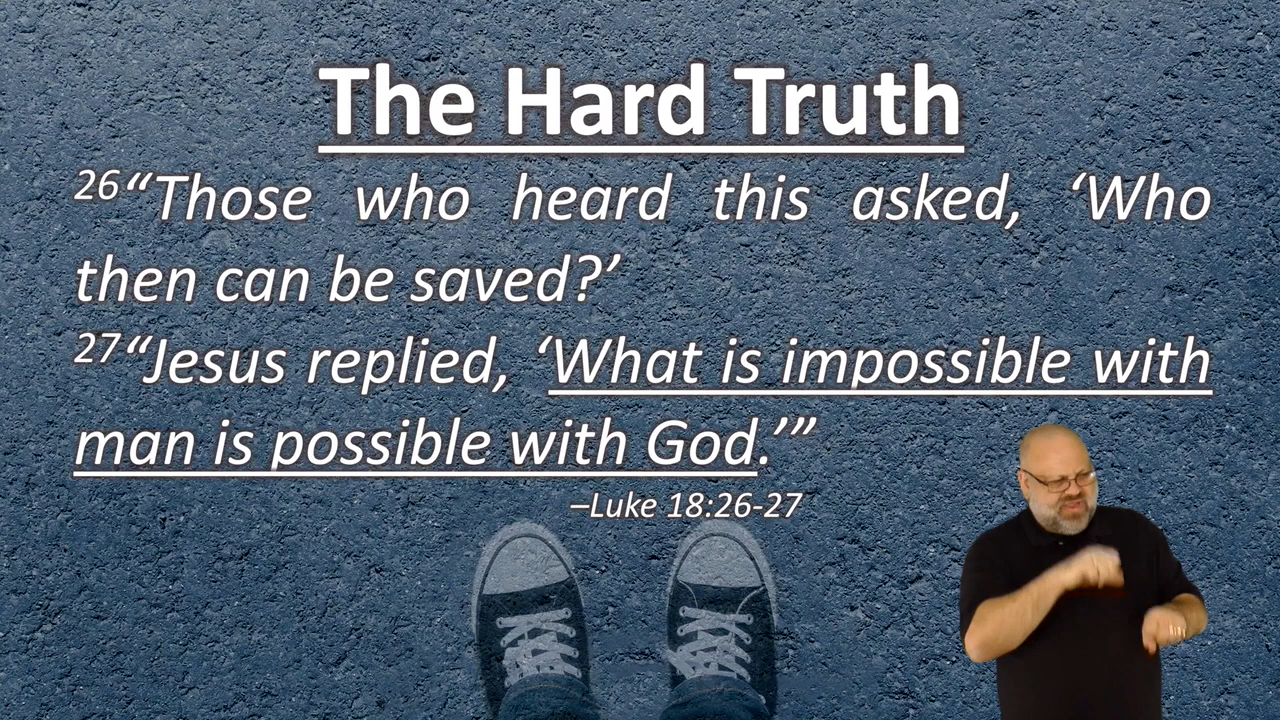 The Hard Truth
26“Those who heard this asked, ‘Who
then can be saved?’
27“Jesus replied, ‘What is impossible with
man is possible with God.’”
–Luke 18:26-27